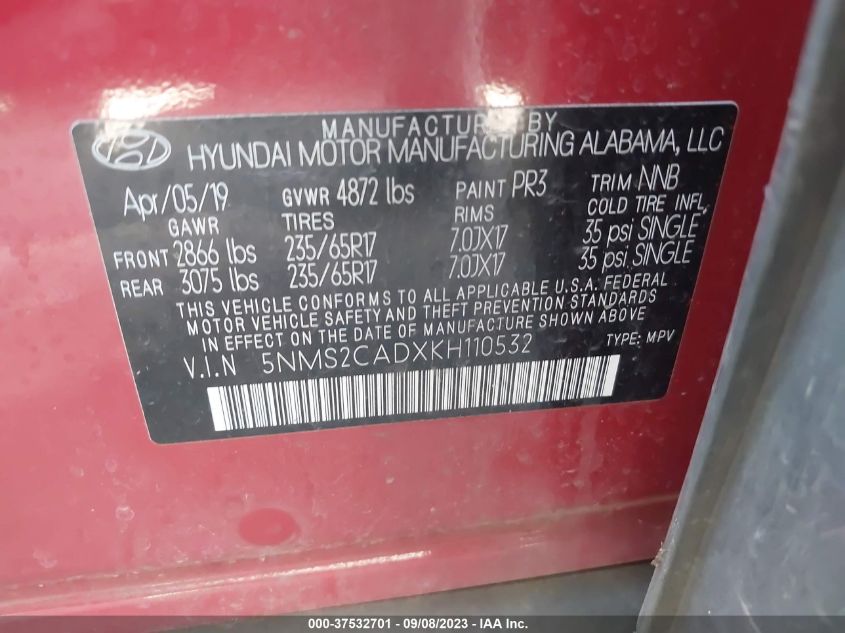 MANUFACTURED BY
HYUNDAI MOTOR MANUFACTURING ALABAMA, LLC
Apr/05/19 GVWR 4872 lbs PAINT PR3 TRIM NNB
GAWR TIRES RIMS COLD TIRE INFL.
FRONT 2866 lbs 235/65R17 7.0JX17 35 psi SINGLE
REAR 3075 lbs 235/65R17 7.0JX17 35 psi SINGLE
THIS VEHICLE CONFORMS TO ALL APPLICABLE U.S.A. FEDERAL
MOTOR VEHICLE SAFETY AND THEFT PREVENTION STANDARDS
IN EFFECT ON THE DATE OF MANUFACTURE SHOWN ABOVE
V.I.N 5NMS2CADXKH110532 TYPE: MPV
000-37532701 - 09/08/2023 - IAA Inc.